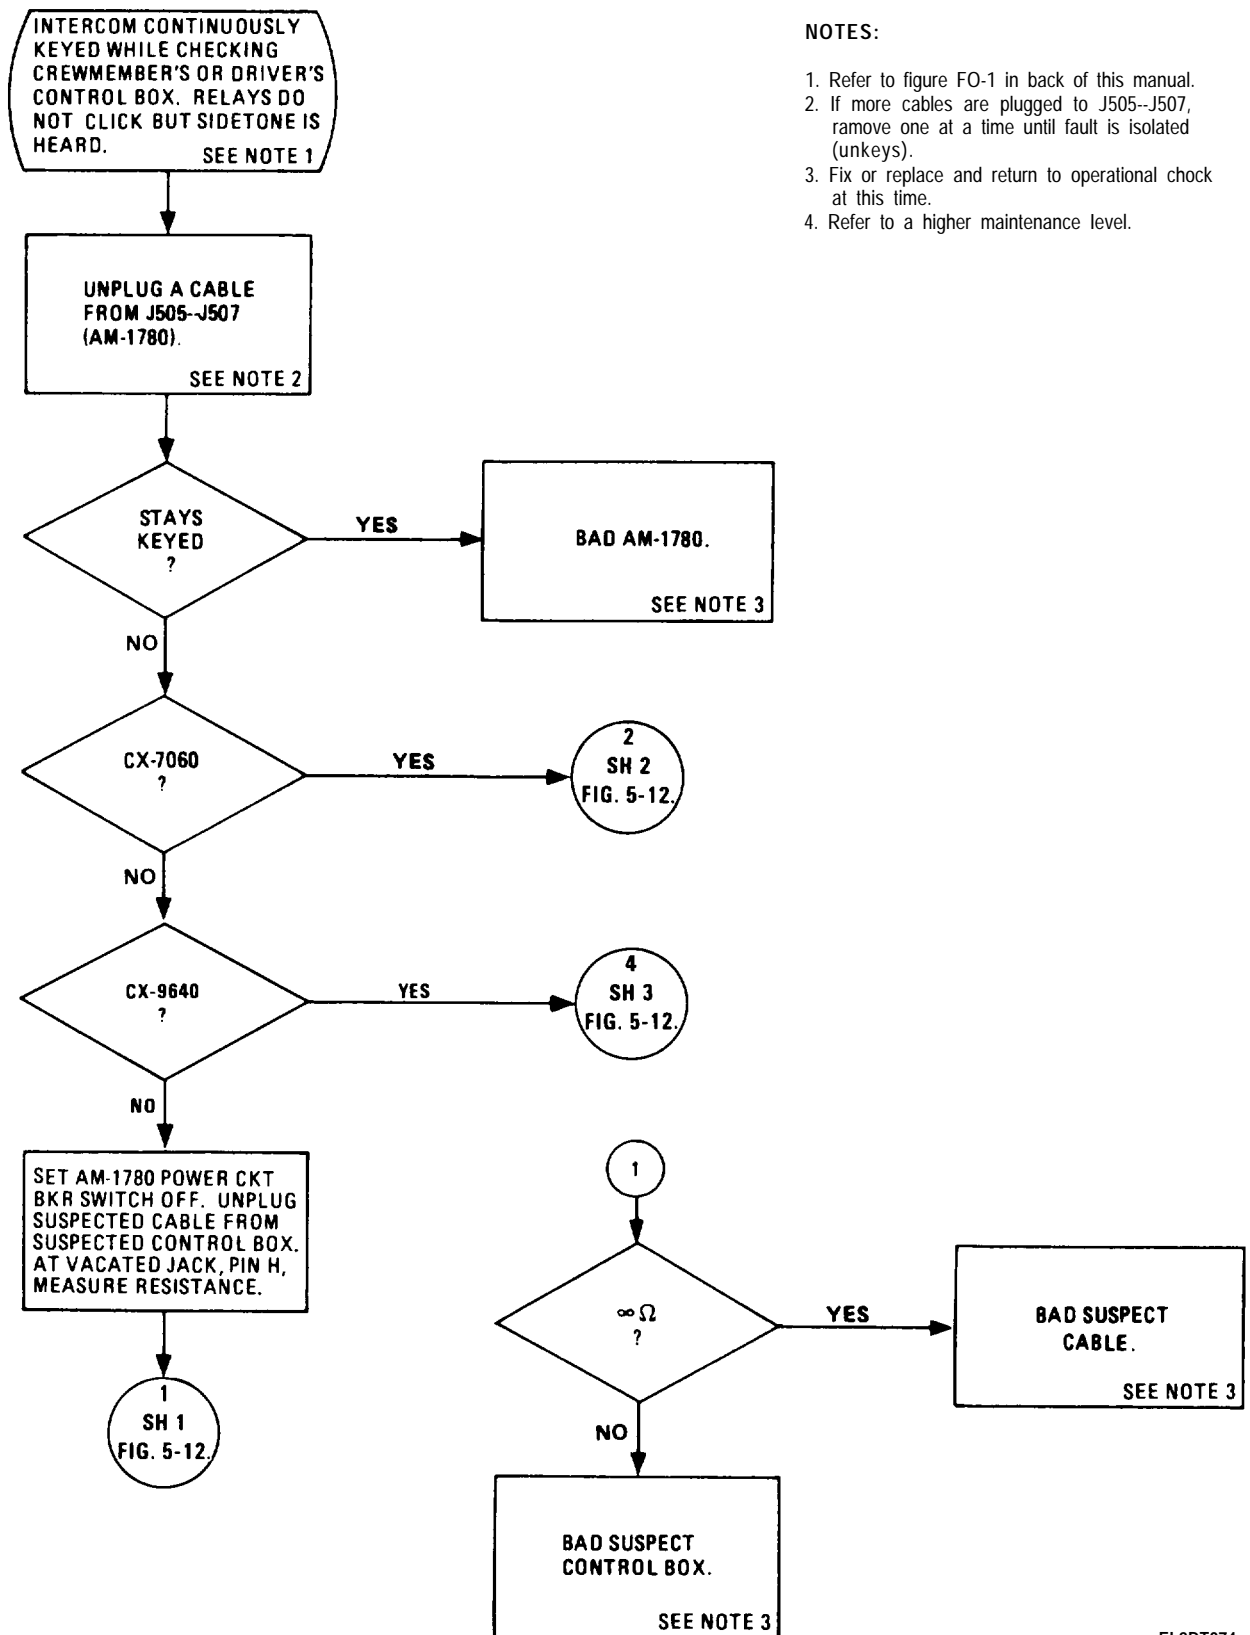 INTERCOM CONTINUOUSLY
KEYED WHILE CHECKING
CREWMEMBER'S OR DRIVER'S
CONTROL BOX. RELAYS DO
NOT CLICK BUT SIDETONE IS
HEARD.
SEE NOTE 1
NOTES:
1. Refer to figure FO-1 in back of this manual.
2. If more cables are plugged to J505--J507,
ramove one at a time until fault is isolated
(unkeys).
3. Fix or replace and return to operational chock
at this time.
4. Refer to a higher maintenance level.
UNPLUG A CABLE
FROM J505--J507
(AM-1780).
SEE NOTE 2
STAYS
KEYED
?
YES
BAD AM-1780.
SEE NOTE 3
NO
CX-7060
?
YES
2
SH 2
FIG. 5-12.
NO
CX-9640
?
YES
4
SH 3
FIG. 5-12.
NO
SET AM-1780 POWER CKT
BKR SWITCH OFF. UNPLUG
SUSPECTED CABLE FROM
SUSPECTED CONTROL BOX.
AT VACATED JACK, PIN H,
MEASURE RESISTANCE.
1
SH 1
FIG. 5-12.
1
∞ Ω
?
YES
BAD SUSPECT
CABLE.
SEE NOTE 3
NO
BAD SUSPECT
CONTROL BOX.
SEE NOTE 3